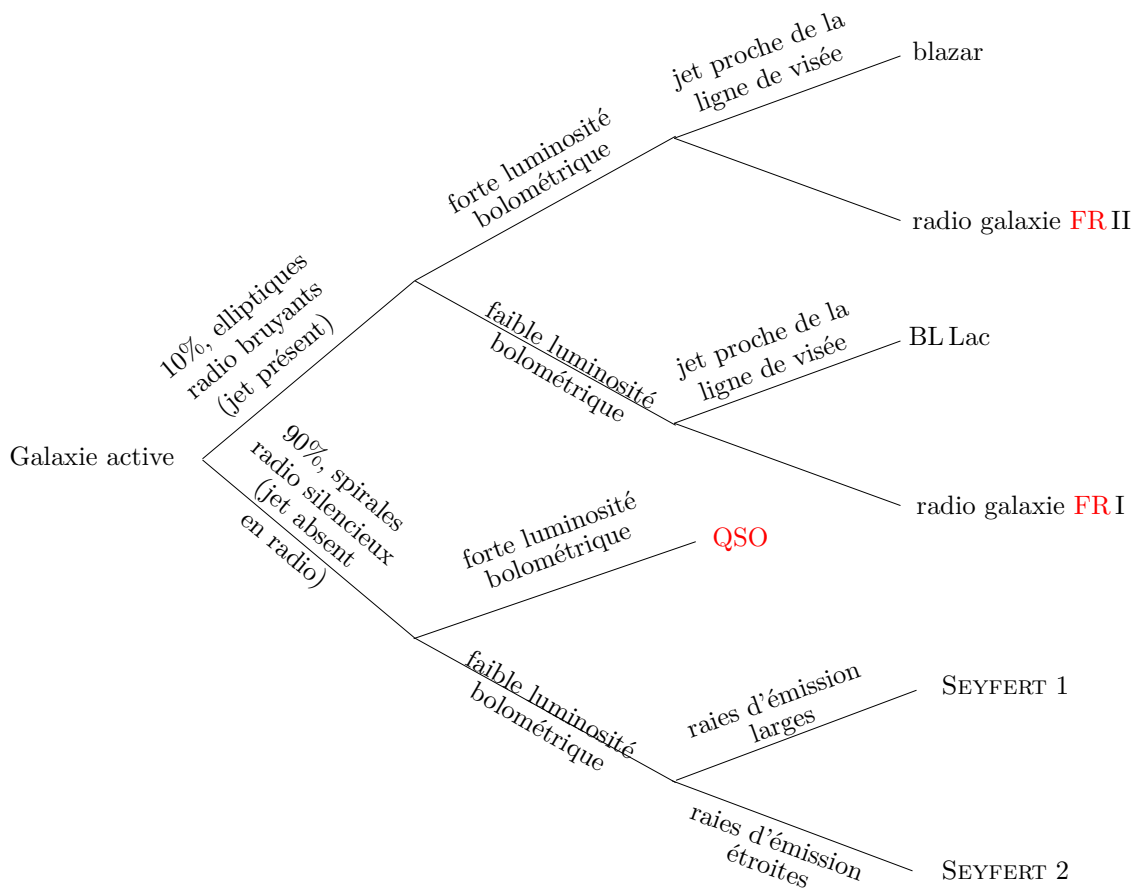 jet proche de la
ligne de visée
blazar
forte luminosité
bolométrique
radio galaxie FR II
10%, elliptiques
radio bruyants
(jet présent)
faible luminosité
bolométrique
jet proche de la
ligne de visée
BL Lac
Galaxie active
90%, spirales
radio silencieux
(jet absent
en radio)
radio galaxie FR I
forte luminosité
bolométrique
QSO
faible luminosité
bolométrique
raies d'émission
larges
SEYFERT 1
raies d'émission
étroites
SEYFERT 2